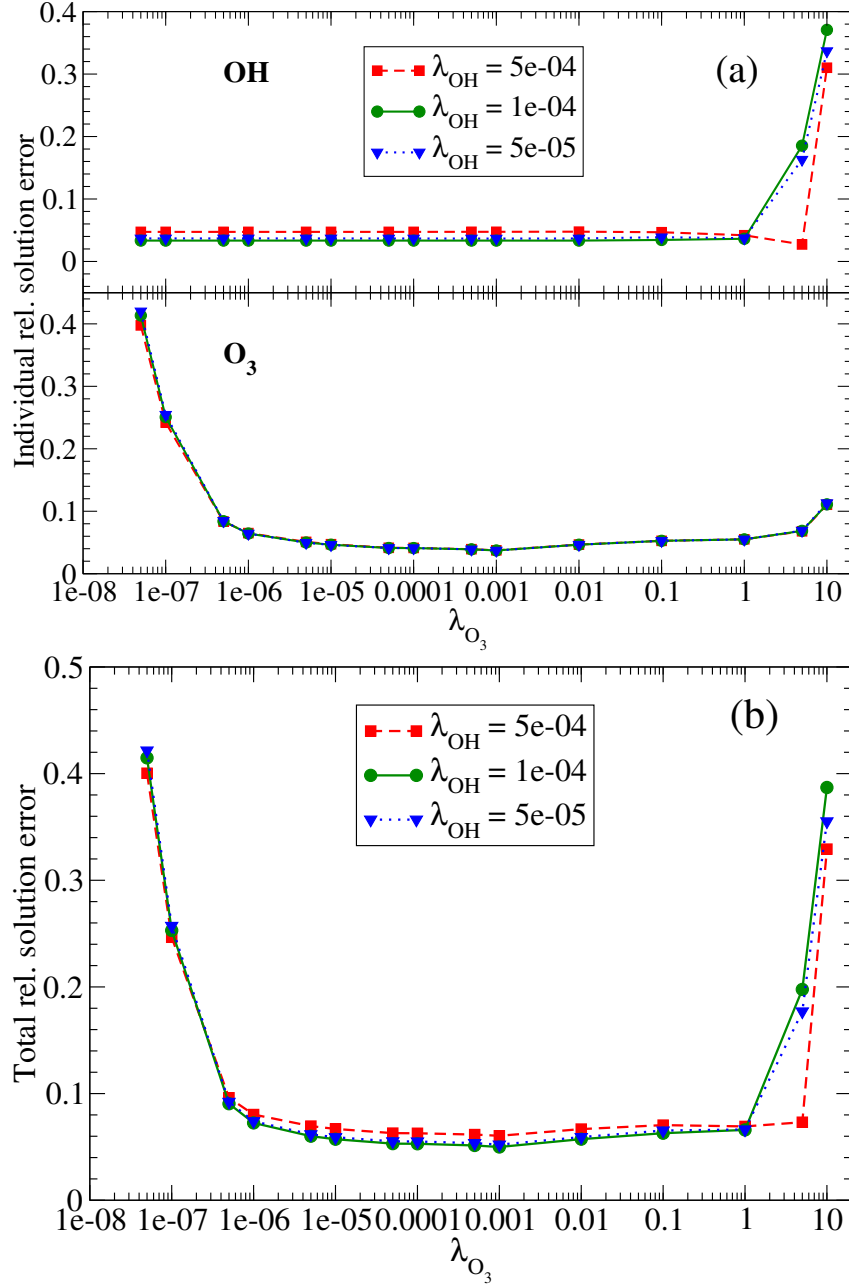 0.4
OH
(a)
λOH = 5e-04
λOH = 1e-04
λOH = 5e-05
0.3
0.2
0.1
0
Individual rel. solution error
0.4
O3
0.3
0.2
0.1
0
1e-08 1e-07 1e-06 1e-05 0.0001 0.001 0.01 0.1 1 10
λO3
0.5
(b)
λOH = 5e-04
λOH = 1e-04
λOH = 5e-05
0.4
0.3
0.2
0.1
0
Total rel. solution error
1e-08 1e-07 1e-06 1e-05 0.0001 0.001 0.01 0.1 1 10
λO3